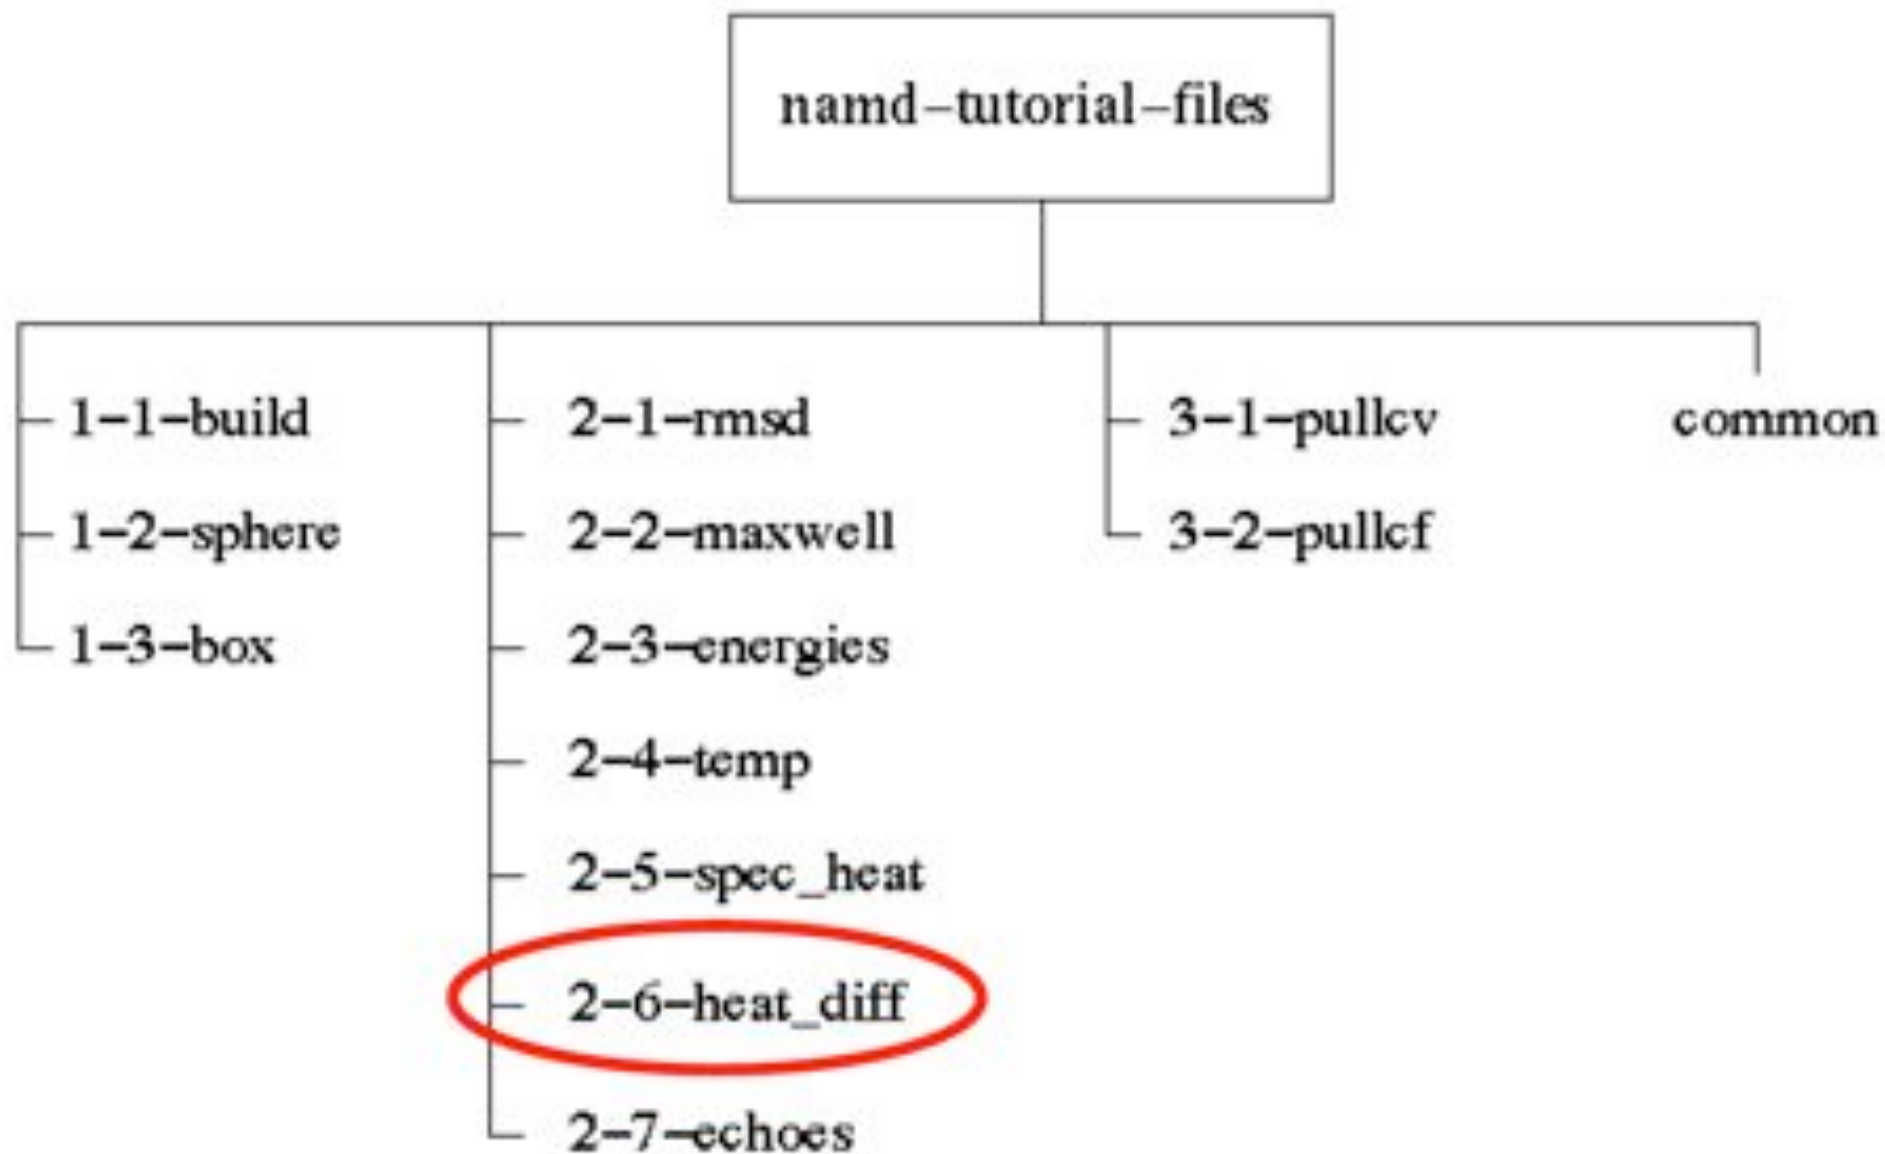 namd-tutorial-files
1-1-build
1-2-sphere
1-3-box
2-1-rmsd
2-2-maxwell
2-3-energies
2-4-temp
2-5-spec_heat
2-6-heat_diff
2-7-echoes
3-1-pullcv
3-2-pullcf
common